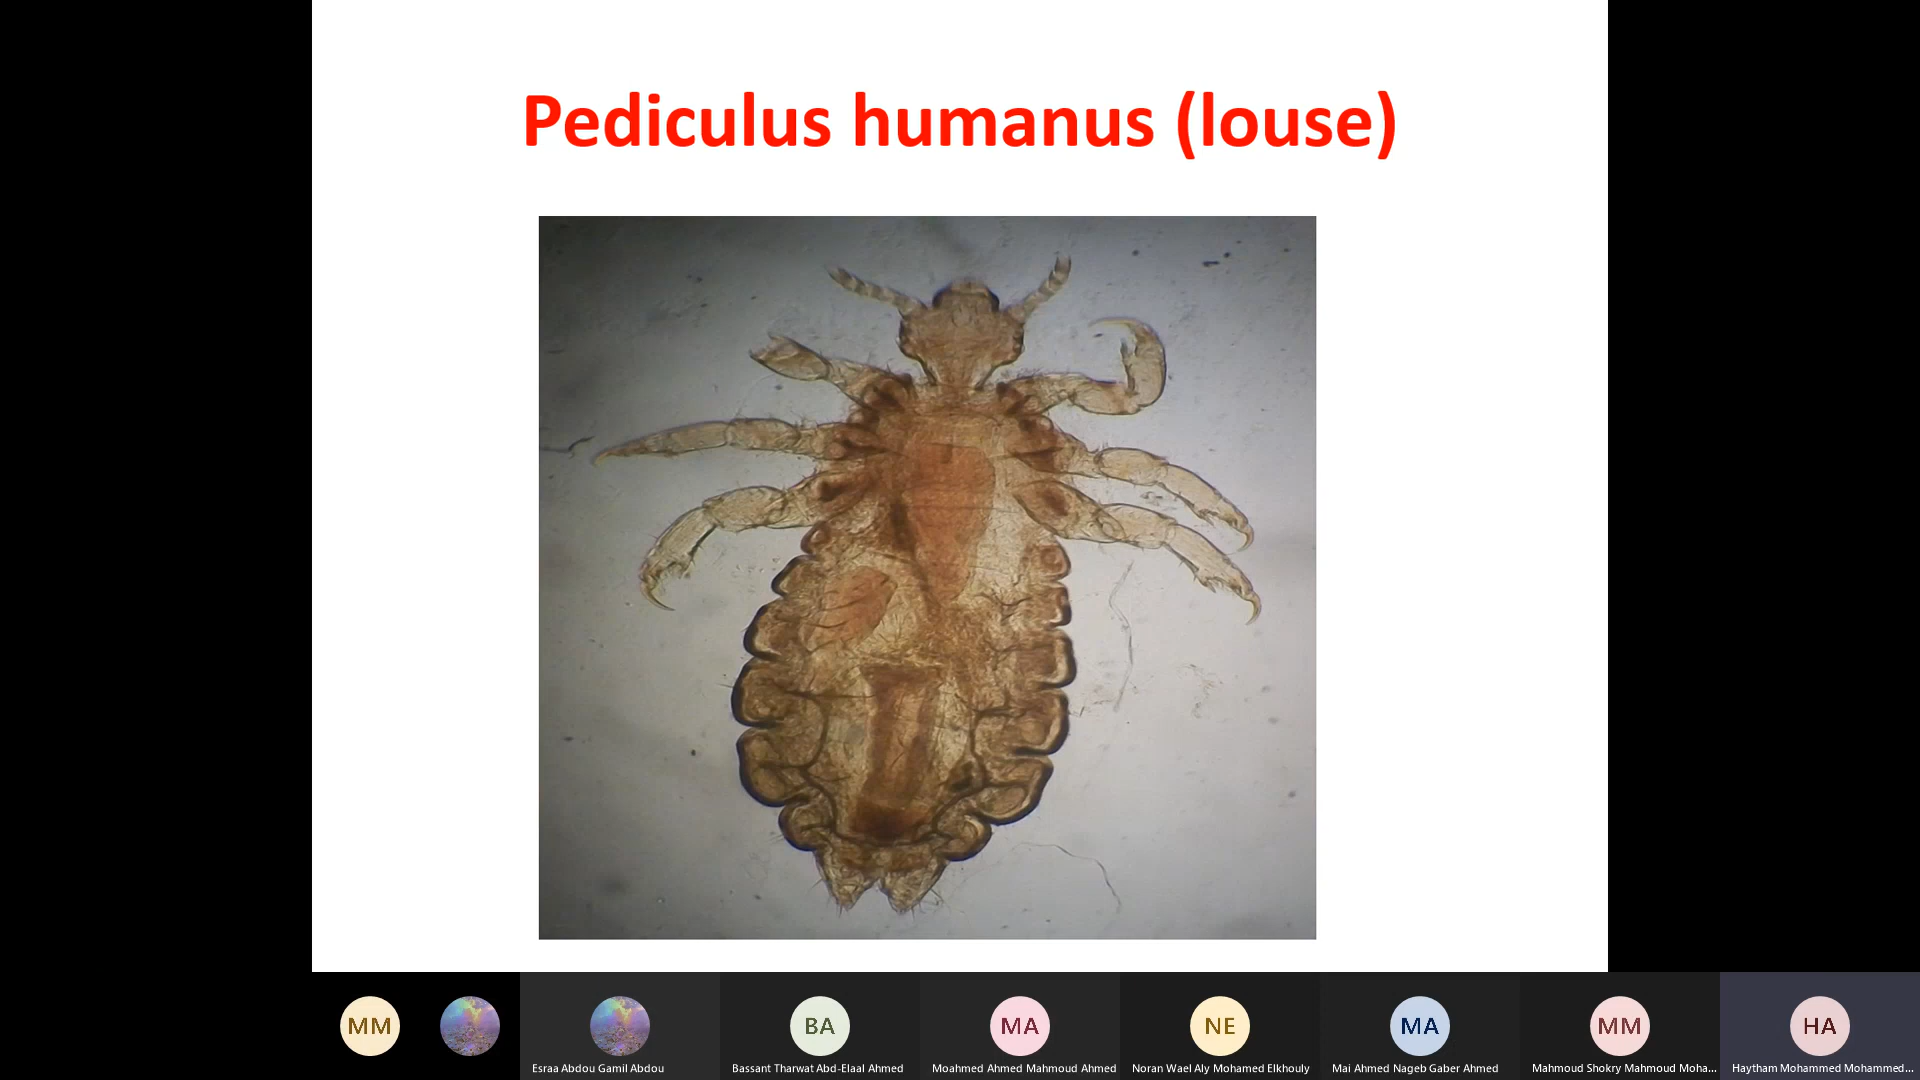 Pediculus humanus (louse)
MM
BA
MA
NE
MA
MM
HA
Esraa Abdou Gamil Abdou
Bassant Tharwat Abd-Elaal Ahmed
Moahmed Ahmed Mahmoud Ahmed
Noran Wael Aly Mohamed Elkhouly
Mai Ahmed Nageb Gaber Ahmed
Mahmoud Shokry Mahmoud Moha...
Haytham Mohammed Mohammed...